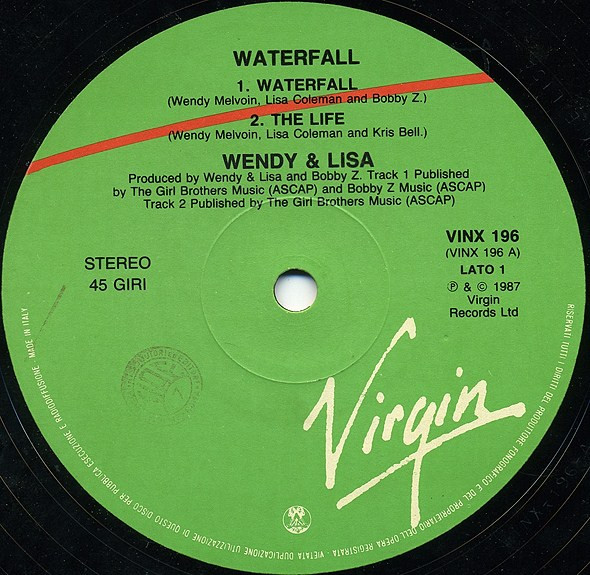 WATERFALL
1. WATERFALL
(Wendy Melvoin, Lisa Coleman and Bobby Z.)
2. THE LIFE
(Wendy Melvoin, Lisa Coleman and Kris Bell.)
WENDY & LISA
Produced by Wendy & Lisa and Bobby Z. Track 1 Published
by The Girl Brothers Music (ASCAP) and Bobby Z Music (ASCAP)
Track 2 Published by The Girl Brothers Music (ASCAP)
STEREO
45 GIRI
VINX 196
(VINX 196 A)
LATO 1
℗ & © 1987
Virgin
Records Ltd
Virgin
RISERVATI TUTTI I DIRITTI DEL PRODUTTORE FONOGRAFICO E DEL PROPRIETARIO DELL'OPERA REGISTRATA - VIETATA DUPLICAZIONE UTILIZZAZIONE DI QUESTO DISCO PER PUBBLICA ESECUZIONE E RADIODIFFUSIONE - MADE IN ITALY